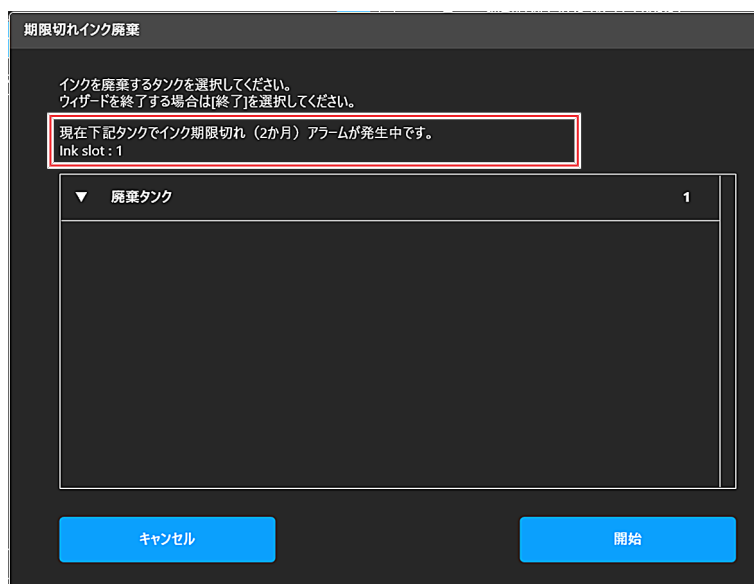 期限切れインク廃棄
インクを廃棄するタンクを選択してください。
ウィザードを終了する場合は[終了]を選択してください。
現在下記タンクでインク期限切れ（2か月）アラームが発生中です。
Ink slot : 1
▼ 廃棄タンク 1
キャンセル 開始